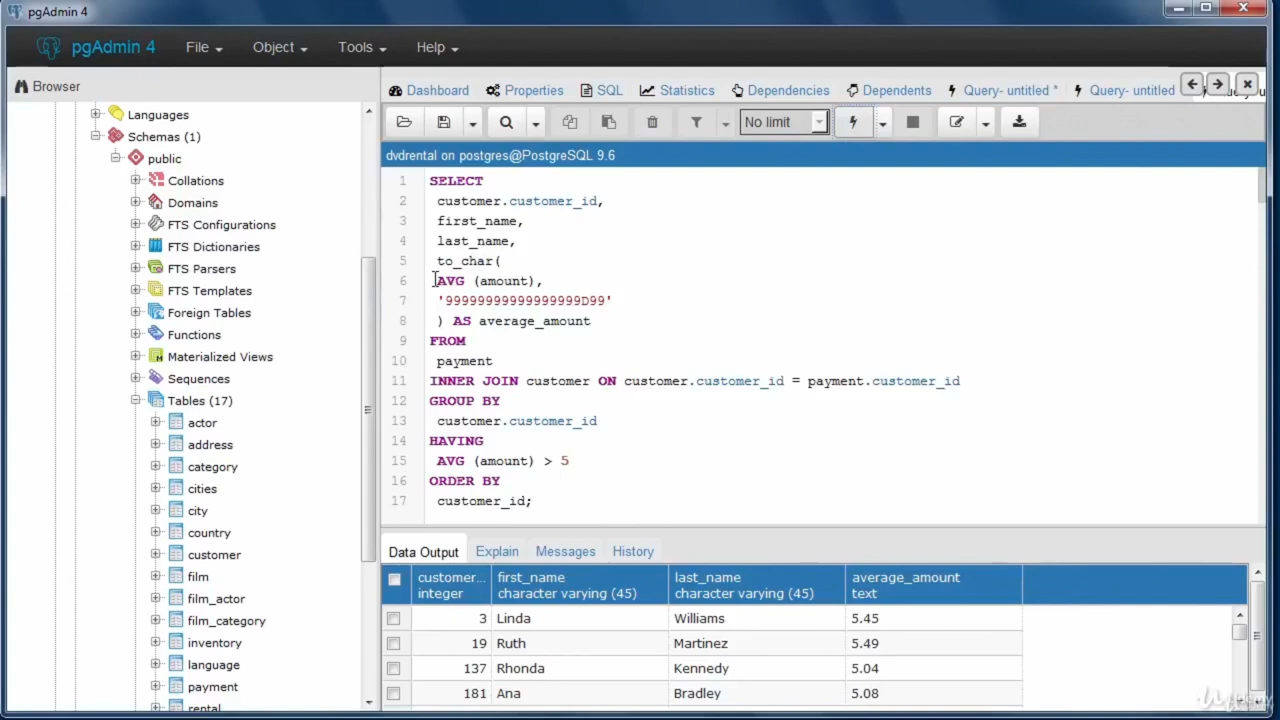 pgAdmin 4
pgAdmin 4 File Object Tools Help
Browser
Dashboard Properties SQL Statistics Dependencies Dependents Query- untitled * Query- untitled
Languages
Schemas (1)
public
Collations
Domains
FTS Configurations
FTS Dictionaries
FTS Parsers
FTS Templates
Foreign Tables
Functions
Materialized Views
Sequences
Tables (17)
actor
address
category
cities
city
country
customer
film
film_actor
film_category
inventory
language
payment
rental
No limit
dvdrental on postgres@PostgreSQL 9.6
1 SELECT
2 customer.customer_id,
3 first_name,
4 last_name,
5 to_char(
6 AVG (amount),
7 '99999999999999999D99'
8 ) AS average_amount
9 FROM
10 payment
11 INNER JOIN customer ON customer.customer_id = payment.customer_id
12 GROUP BY
13 customer.customer_id
14 HAVING
15 AVG (amount) > 5
16 ORDER BY
17 customer_id;
Data Output Explain Messages History
customer... first_name last_name average_amount
integer character varying (45) character varying (45) text
3 Linda Williams 5.45
19 Ruth Martinez 5.49
137 Rhonda Kennedy 5.04
181 Ana Bradley 5.08